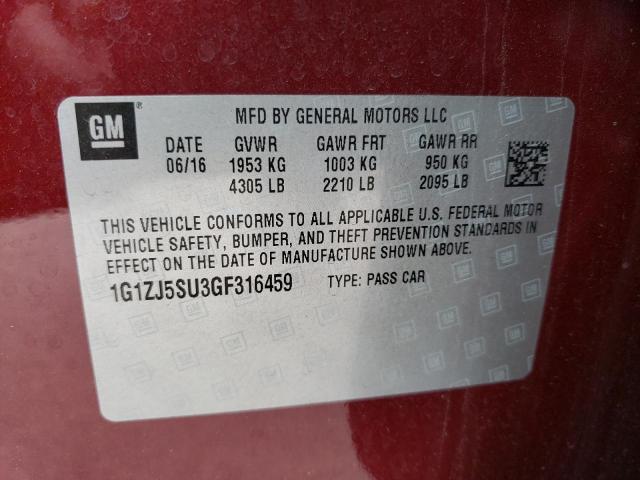 GM®
MFD BY GENERAL MOTORS LLC
DATE GVWR GAWR FRT GAWR RR
06/16 1953 KG 1003 KG 950 KG
4305 LB 2210 LB 2095 LB
THIS VEHICLE CONFORMS TO ALL APPLICABLE U.S. FEDERAL MOTOR
VEHICLE SAFETY, BUMPER, AND THEFT PREVENTION STANDARDS IN
EFFECT ON THE DATE OF MANUFACTURE SHOWN ABOVE.
1G1ZJ5SU3GF316459 TYPE: PASS CAR